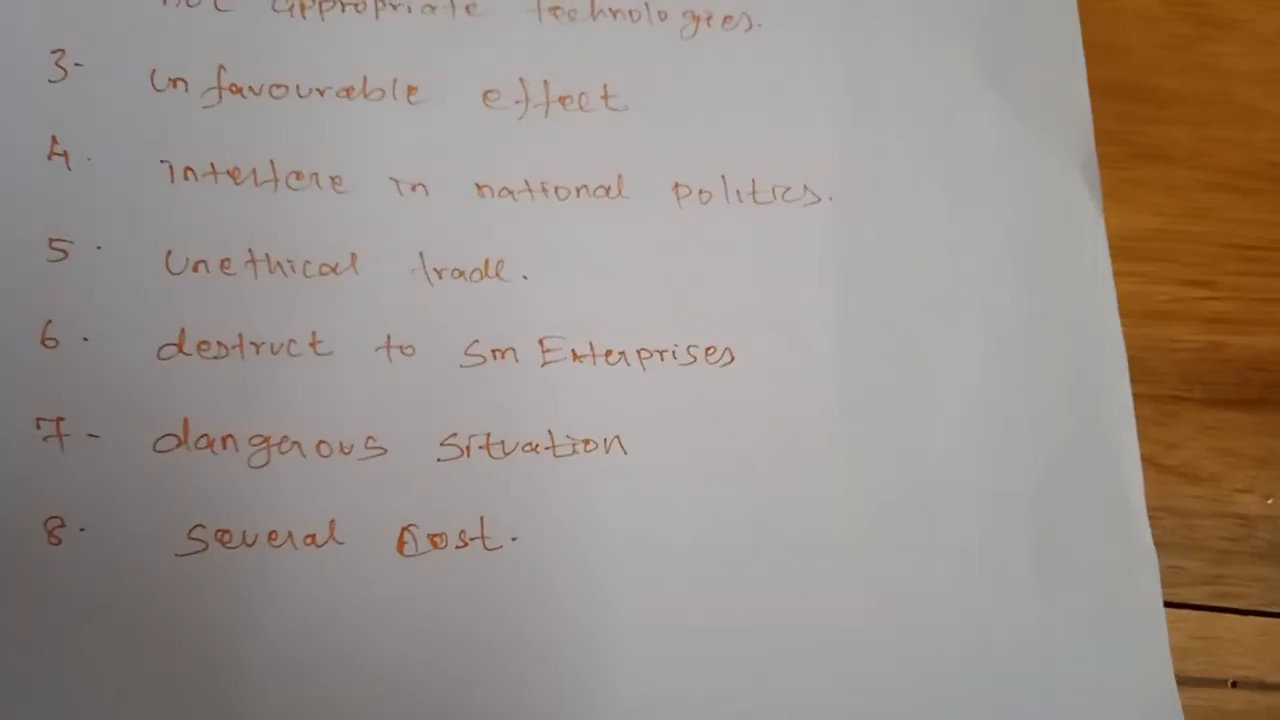 not appropriate technologies.
3- unfavourable effect
4. interfere in national politics.
5. unethical trade.
6. destruct to sm Enterprises
7- dangerous situation
8. several cost.